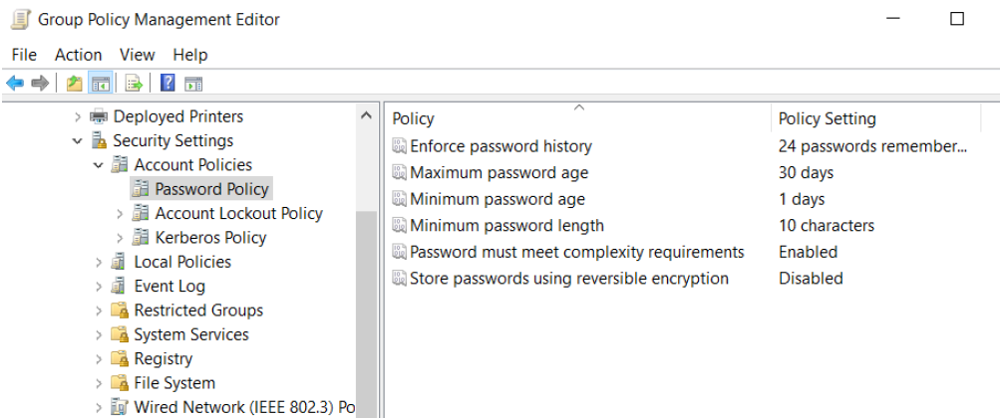 Group Policy Management Editor
File Action View Help
Deployed Printers
Security Settings
Account Policies
Password Policy
Account Lockout Policy
Kerberos Policy
Local Policies
Event Log
Restricted Groups
System Services
Registry
File System
Wired Network (IEEE 802.3) Po
Policy Policy Setting
Enforce password history 24 passwords remember...
Maximum password age 30 days
Minimum password age 1 days
Minimum password length 10 characters
Password must meet complexity requirements Enabled
Store passwords using reversible encryption Disabled